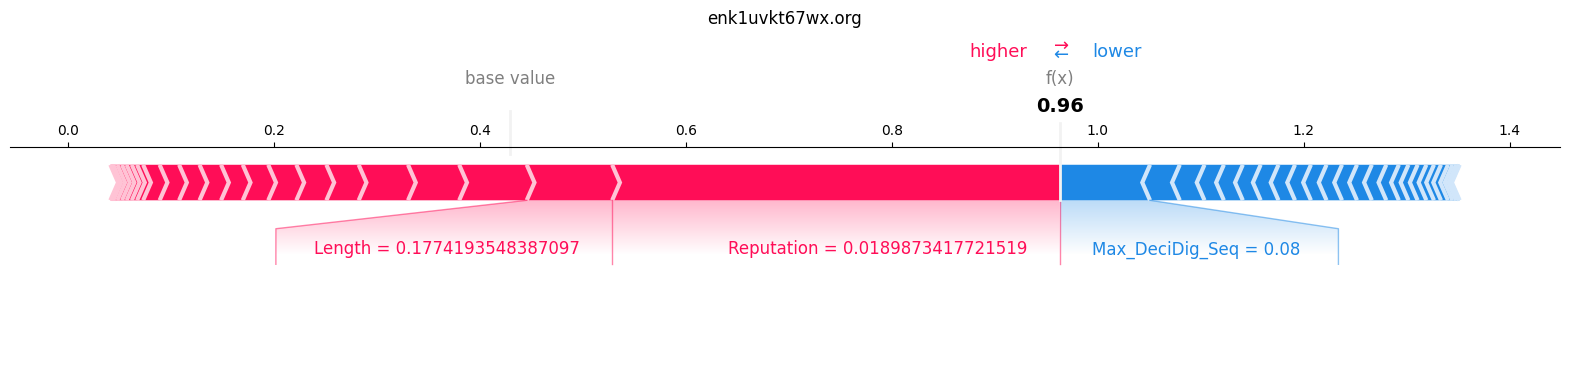 enk1uvkt67wx.org
higher ⇄ lower
base value f(x)
0.96
0.0 0.2 0.4 0.6 0.8 1.0 1.2 1.4
Length = 0.1774193548387097 Reputation = 0.0189873417721519 Max_DeciDig_Seq = 0.08